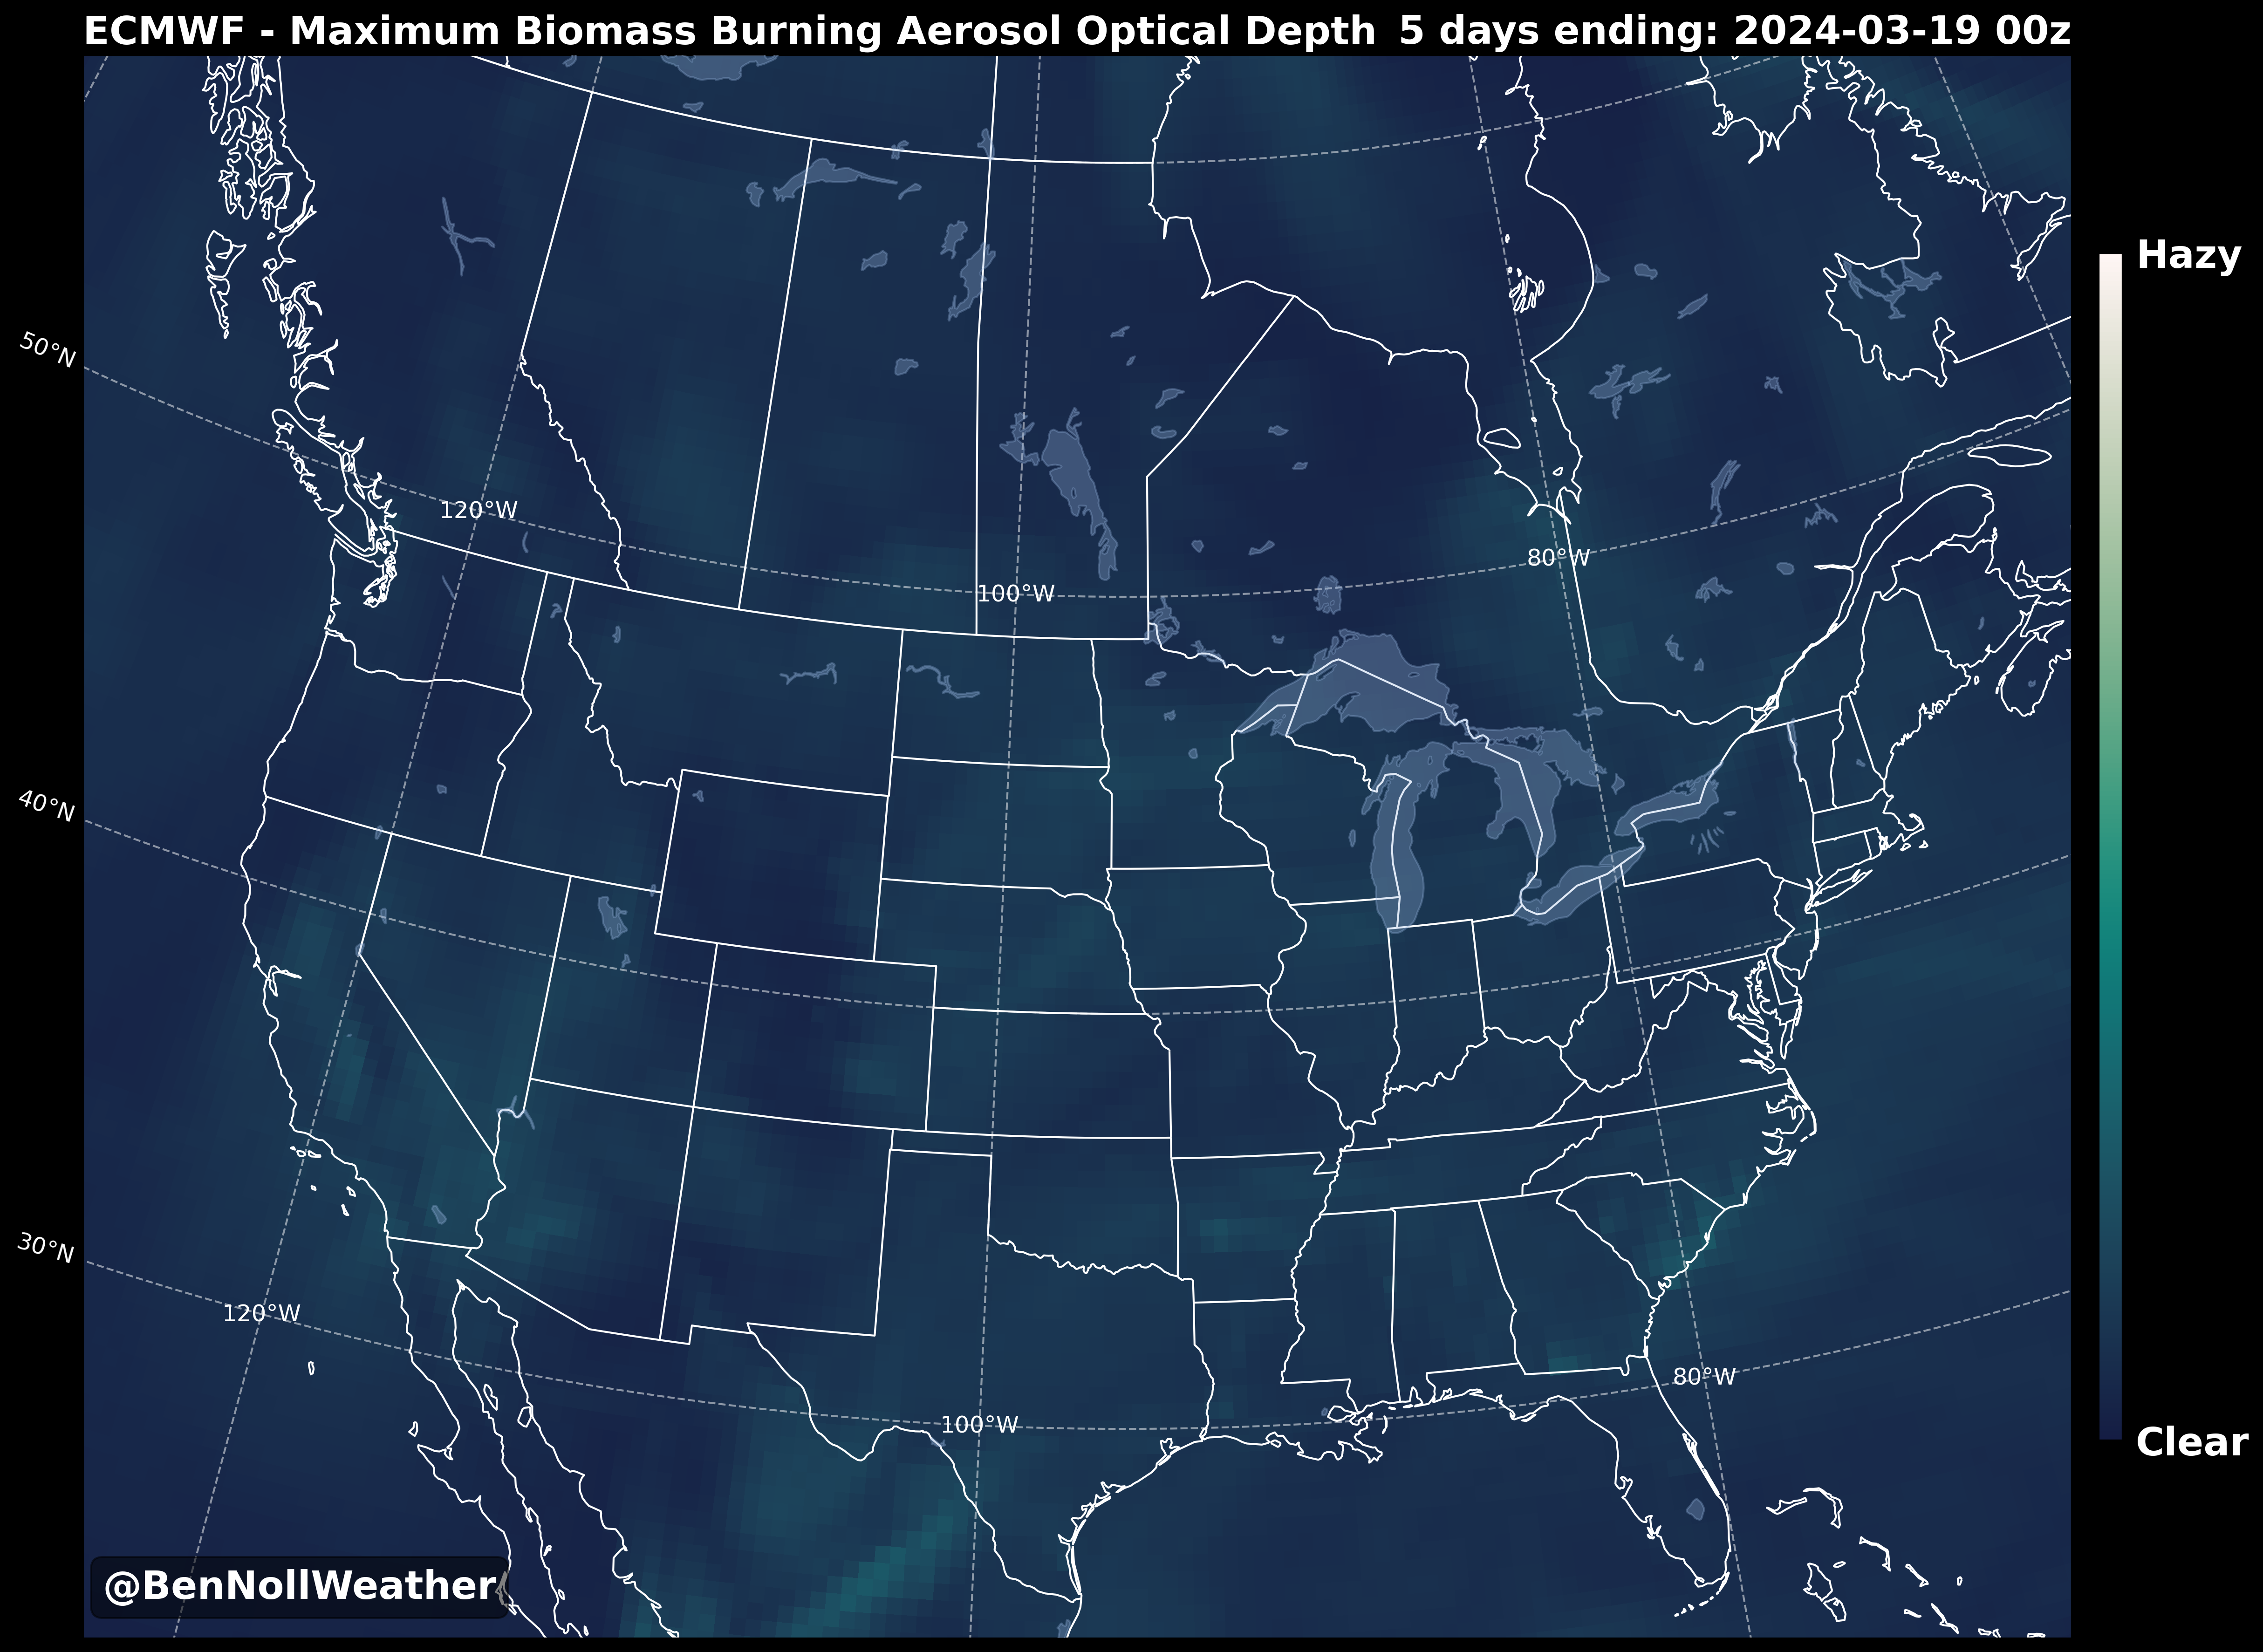 ECMWF - Maximum Biomass Burning Aerosol Optical Depth 5 days ending: 2024-03-19 00z
Hazy
50°N
120°W
80°W
100°W
40°N
30°N
120°W
80°W
100°W
Clear
@BenNollWeather